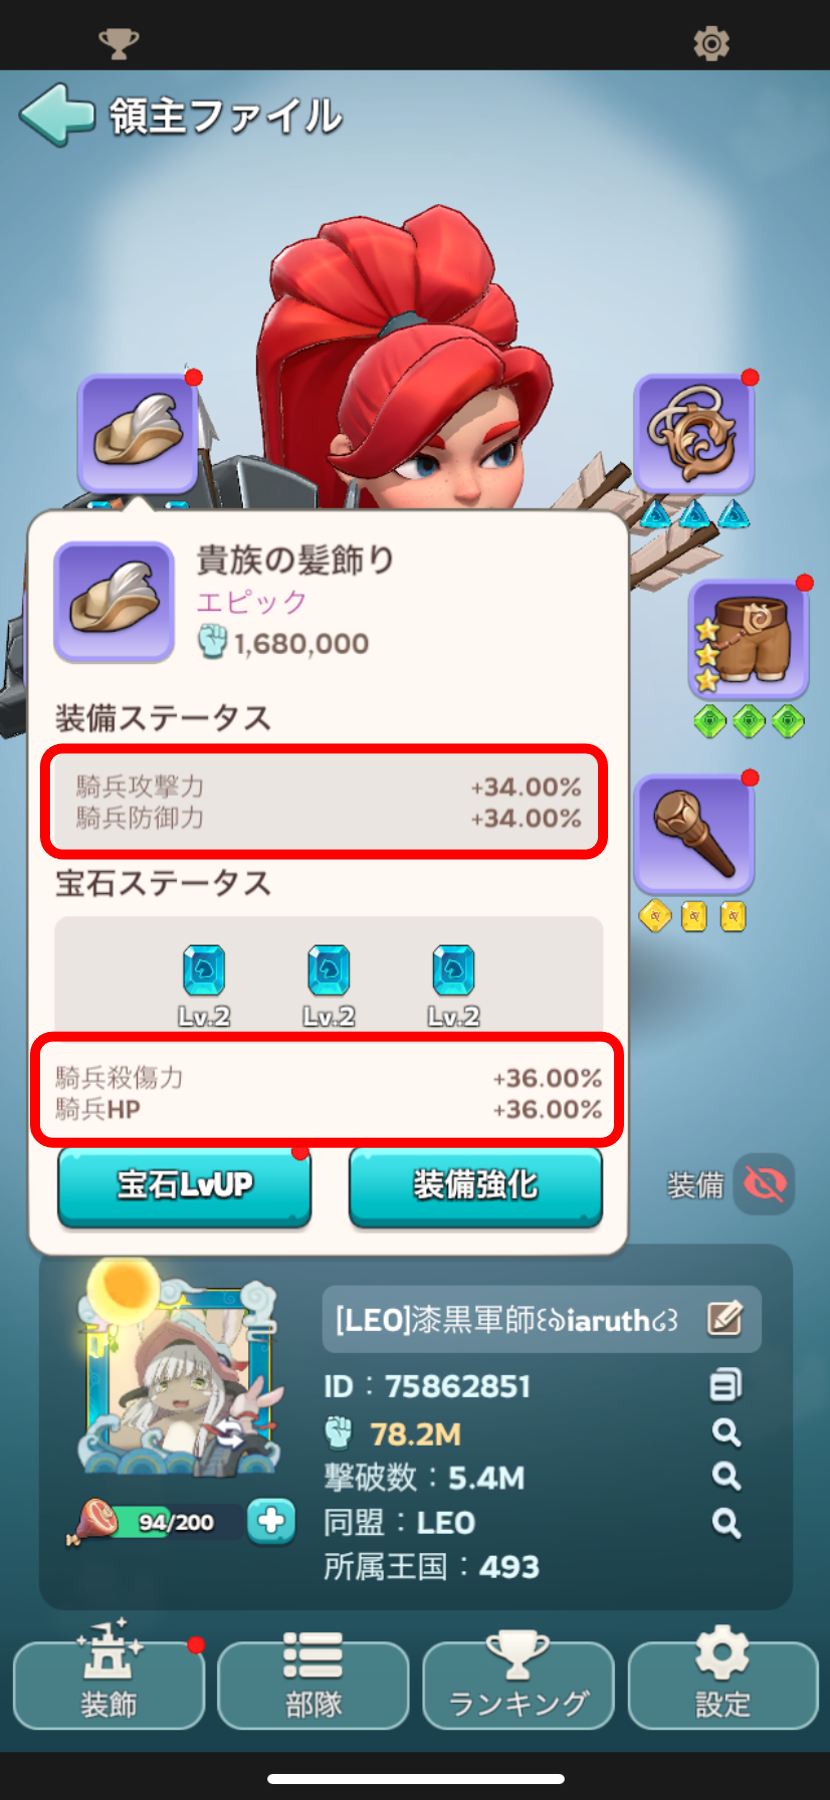 領主ファイル
貴族の髪飾り
エピック
1,680,000
装備ステータス
騎兵攻撃力 +34.00%
騎兵防御力 +34.00%
宝石ステータス
Lv.2 Lv.2 Lv.2
騎兵殺傷力 +36.00%
騎兵HP +36.00%
宝石LvUP 装備強化
装備
[LEO]漆黒軍師꒰ঌiaruth໒꒱
ID：75862851
78.2M
撃破数：5.4M
94/200
同盟：LEO
所属王国：493
装飾 部隊 ランキング 設定